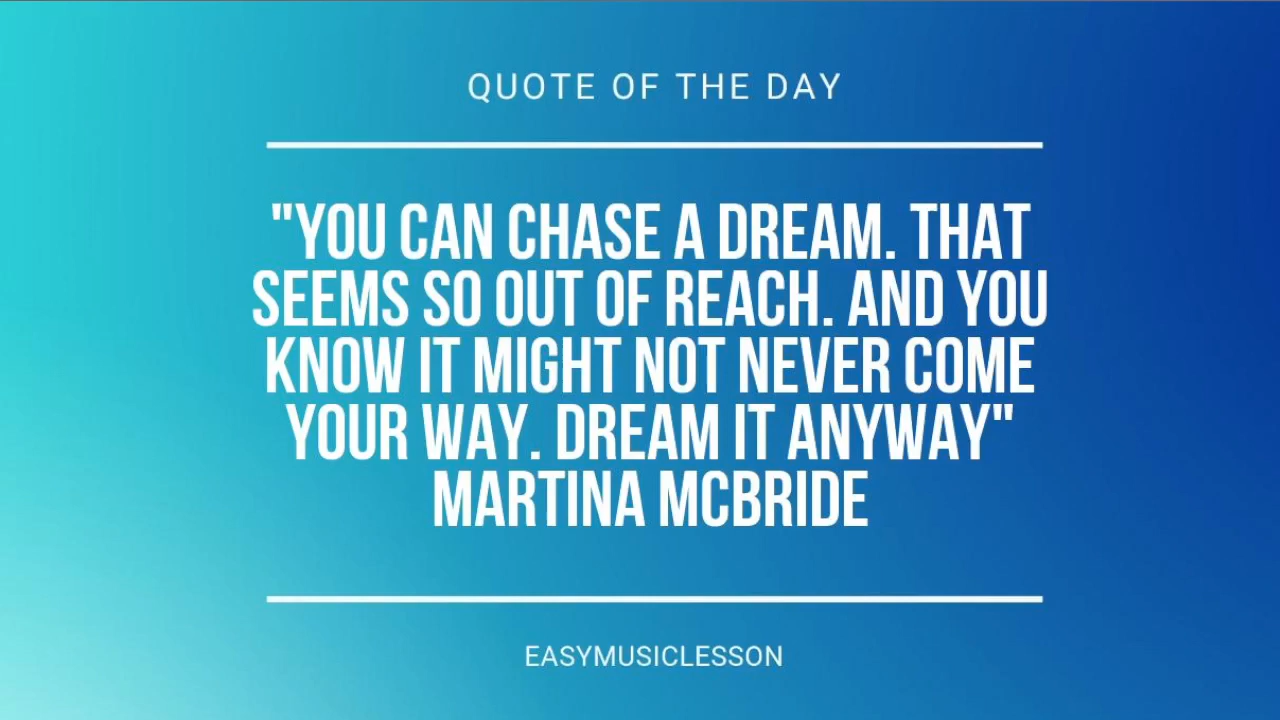 QUOTE OF THE DAY
"YOU CAN CHASE A DREAM. THAT
SEEMS SO OUT OF REACH. AND YOU
KNOW IT MIGHT NOT NEVER COME
YOUR WAY. DREAM IT ANYWAY"
MARTINA MCBRIDE
EASYMUSICLESSON